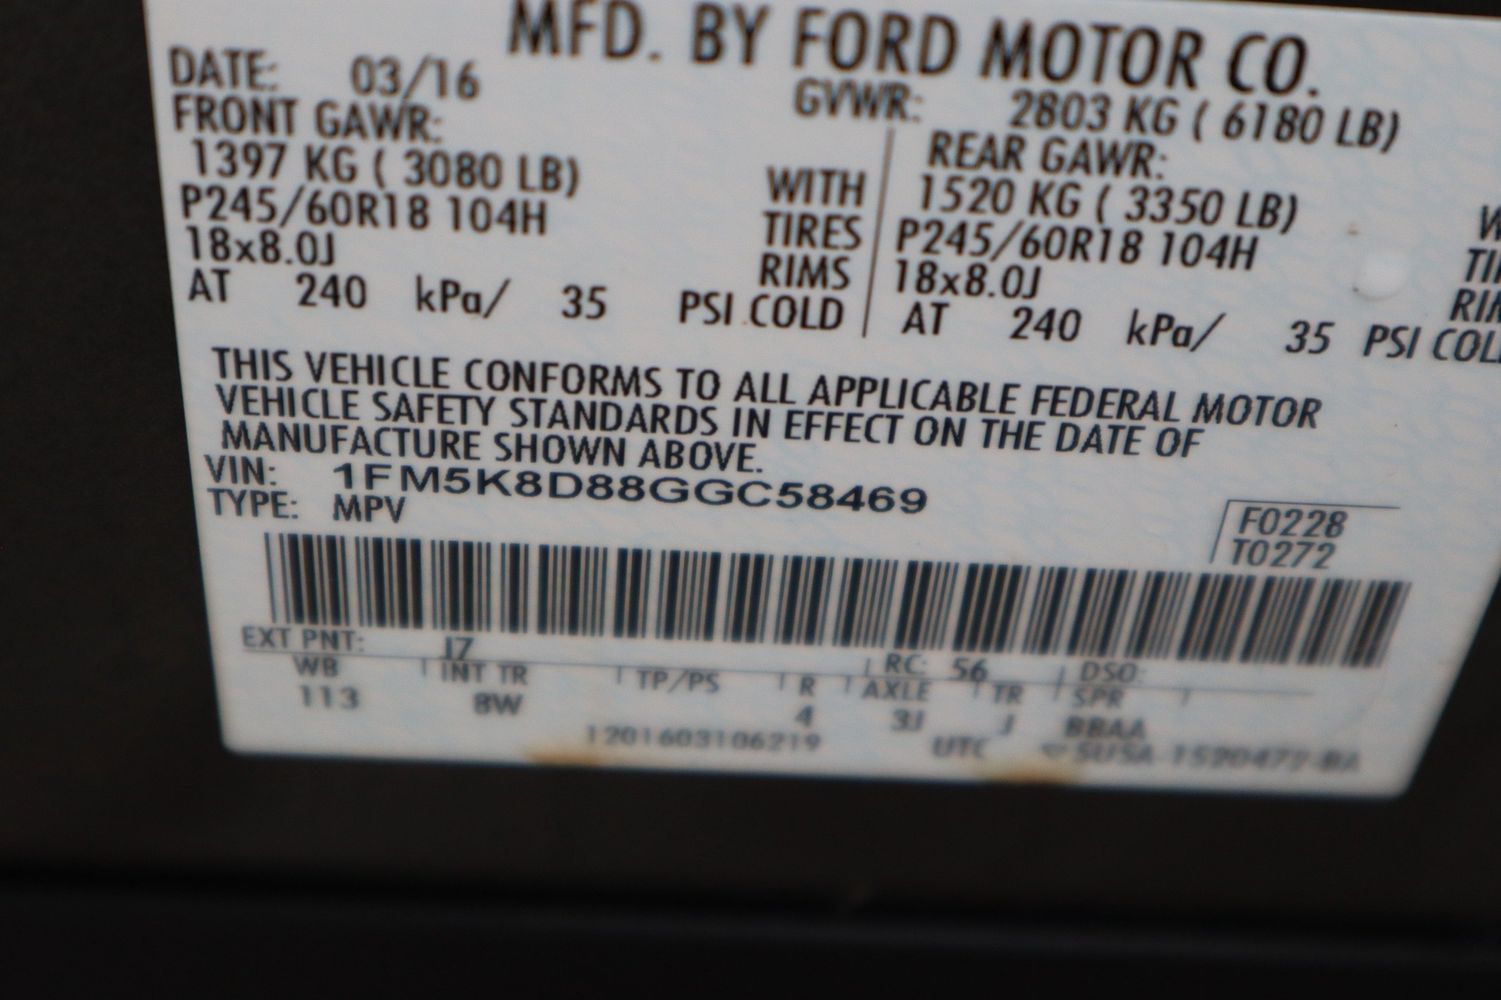 MFD. BY FORD MOTOR CO.
DATE: 03/16 GVWR: 2803 KG ( 6180 LB)
FRONT GAWR: REAR GAWR:
1397 KG ( 3080 LB) WITH 1520 KG ( 3350 LB)
P245/60R18 104H TIRES P245/60R18 104H
18x8.0J RIMS 18x8.0J
AT 240 kPa/ 35 PSI COLD AT 240 kPa/ 35 PSI COL
THIS VEHICLE CONFORMS TO ALL APPLICABLE FEDERAL MOTOR
VEHICLE SAFETY STANDARDS IN EFFECT ON THE DATE OF
MANUFACTURE SHOWN ABOVE.
VIN: 1FM5K8D88GGC58469
TYPE: MPV
F0228
T0272
EXT PNT: J7 RC: 56 DSO:
WB INT TR TP/PS R AXLE TR SPR
113 8W 4 3J J BBAA
1201603106219 UTC